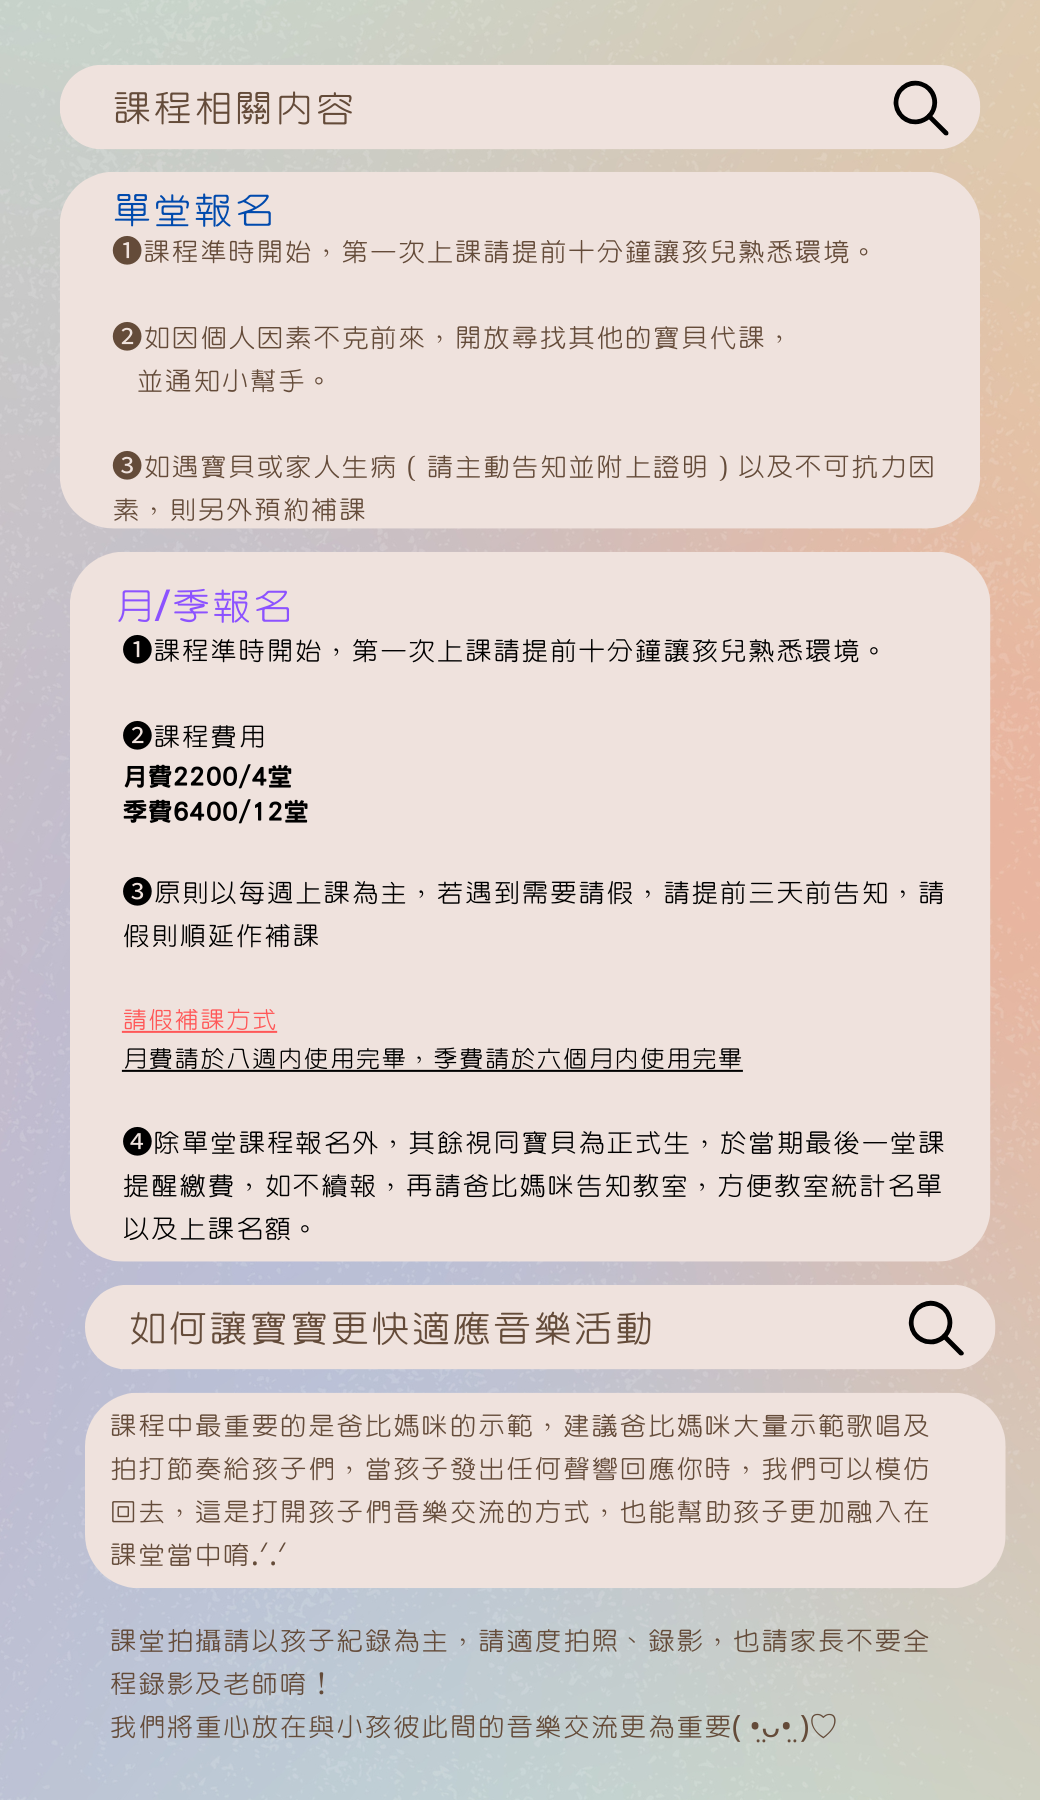 課程相關內容
單堂報名
❶課程準時開始，第一次上課請提前十分鐘讓孩兒熟悉環境。
❷如因個人因素不克前來，開放尋找其他的寶貝代課，
並通知小幫手。
❸如遇寶貝或家人生病（請主動告知並附上證明）以及不可抗力因
素，則另外預約補課
月/季報名
❶課程準時開始，第一次上課請提前十分鐘讓孩兒熟悉環境。
❷課程費用
月費2200/4堂
季費6400/12堂
❸原則以每週上課為主，若遇到需要請假，請提前三天前告知，請
假則順延作補課
請假補課方式
月費請於八週內使用完畢，季費請於六個月內使用完畢
❹除單堂課程報名外，其餘視同寶貝為正式生，於當期最後一堂課
提醒繳費，如不續報，再請爸比媽咪告知教室，方便教室統計名單
以及上課名額。
如何讓寶寶更快適應音樂活動
課程中最重要的是爸比媽咪的示範，建議爸比媽咪大量示範歌唱及
拍打節奏給孩子們，當孩子發出任何聲響回應你時，我們可以模仿
回去，這是打開孩子們音樂交流的方式，也能幫助孩子更加融入在
課堂當中唷.ᐟ.ᐟ
課堂拍攝請以孩子紀錄為主，請適度拍照、錄影，也請家長不要全
程錄影及老師唷！
我們將重心放在與小孩彼此間的音樂交流更為重要( •̤ᴗ•̤ )♡